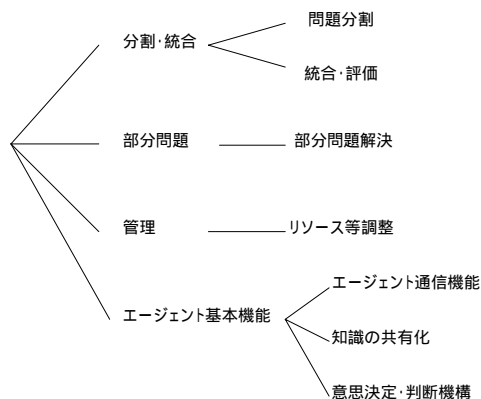 問題分割
分割・統合
統合・評価
部分問題
部分問題解決
管理
リソース等調整
エージェント通信機能
エージェント基本機能
知識の共有化
意思決定・判断機構